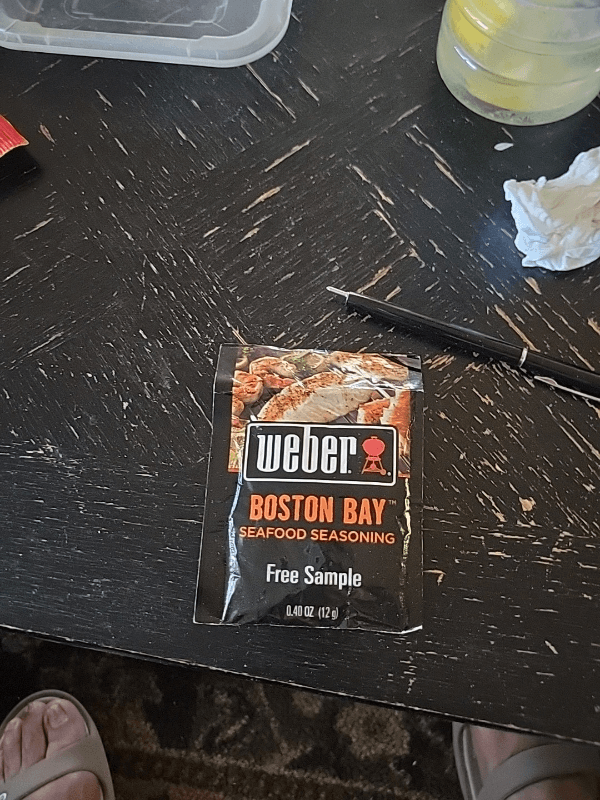 weber
BOSTON BAY™
SEAFOOD SEASONING
Free Sample
0.40 OZ (12 g)